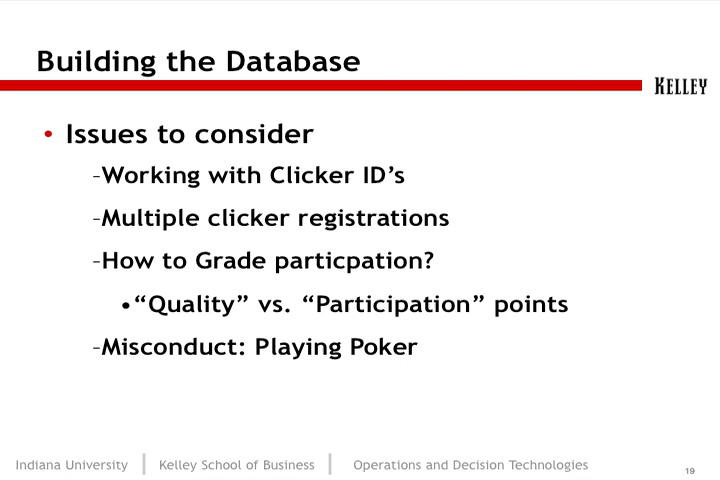 Building the Database
KELLEY
• Issues to consider
–Working with Clicker ID’s
–Multiple clicker registrations
–How to Grade particpation?
•“Quality” vs. “Participation” points
–Misconduct: Playing Poker
Indiana University | Kelley School of Business | Operations and Decision Technologies
19